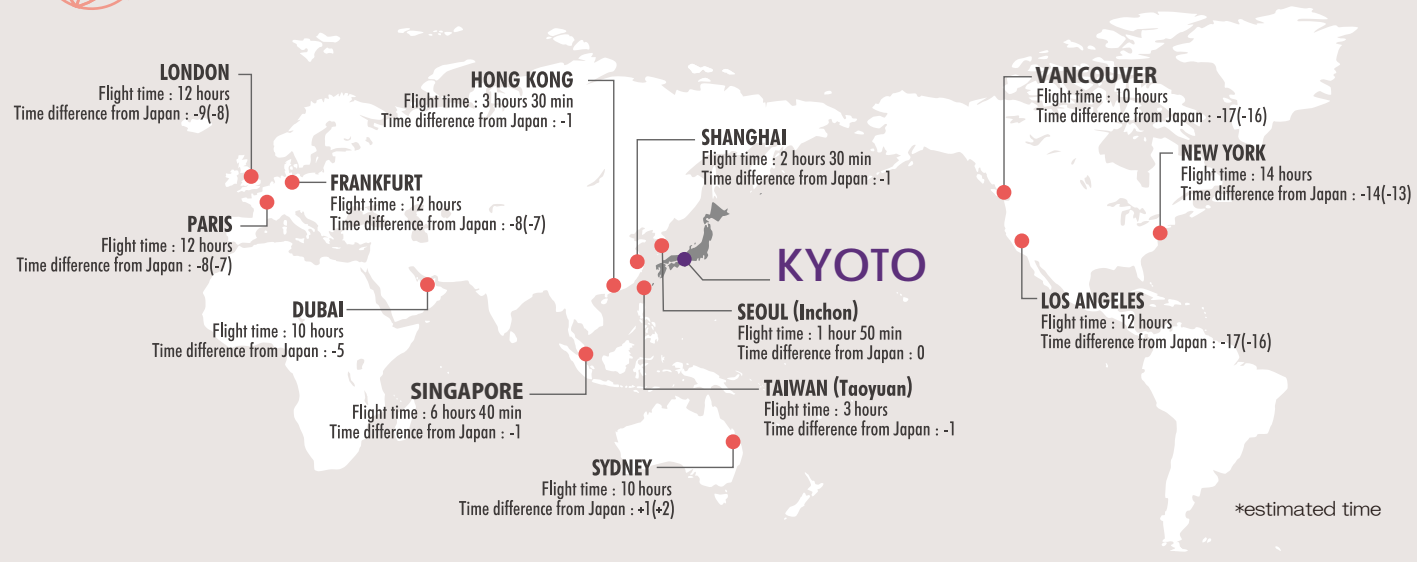 LONDON
Flight time : 12 hours
Time difference from Japan : -9(-8)
HONG KONG
Flight time : 3 hours 30 min
Time difference from Japan : -1
VANCOUVER
Flight time : 10 hours
Time difference from Japan : -17(-16)
SHANGHAI
Flight time : 2 hours 30 min
Time difference from Japan : -1
NEW YORK
Flight time : 14 hours
Time difference from Japan : -14(-13)
FRANKFURT
Flight time : 12 hours
Time difference from Japan : -8(-7)
PARIS
Flight time : 12 hours
Time difference from Japan : -8(-7)
KYOTO
DUBAI
Flight time : 10 hours
Time difference from Japan : -5
SEOUL (Inchon)
Flight time : 1 hour 50 min
Time difference from Japan : 0
LOS ANGELES
Flight time : 12 hours
Time difference from Japan : -17(-16)
SINGAPORE
Flight time : 6 hours 40 min
Time difference from Japan : -1
TAIWAN (Taoyuan)
Flight time : 3 hours
Time difference from Japan : -1
SYDNEY
Flight time : 10 hours
Time difference from Japan : +1(+2)
*estimated time